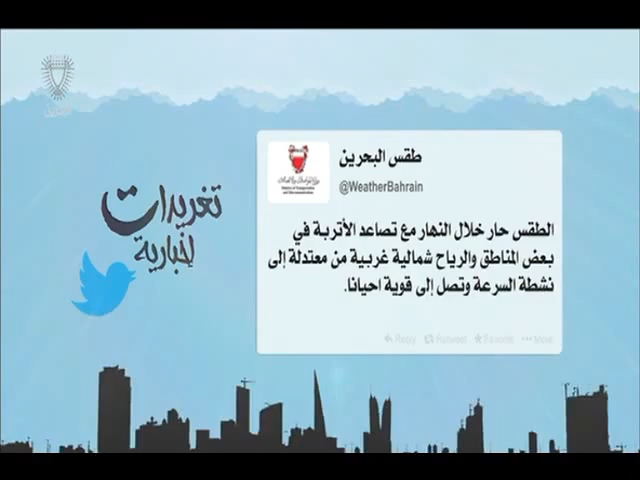 تغريدات
إخبارية
طقس البحرين
@WeatherBahrain
الطقس حار خلال النهار مع تصاعد الأتربة في
بعض المناطق والرياح شمالية غربية من معتدلة إلى
نشطة السرعة وتصل إلى قوية احيانا.
Reply Retweet Favorite More